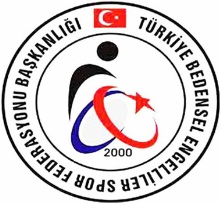 TÜRKİYE BEDENSEL ENGELLİLER SPOR FEDERASYONU BAŞKANLIĞI
2000